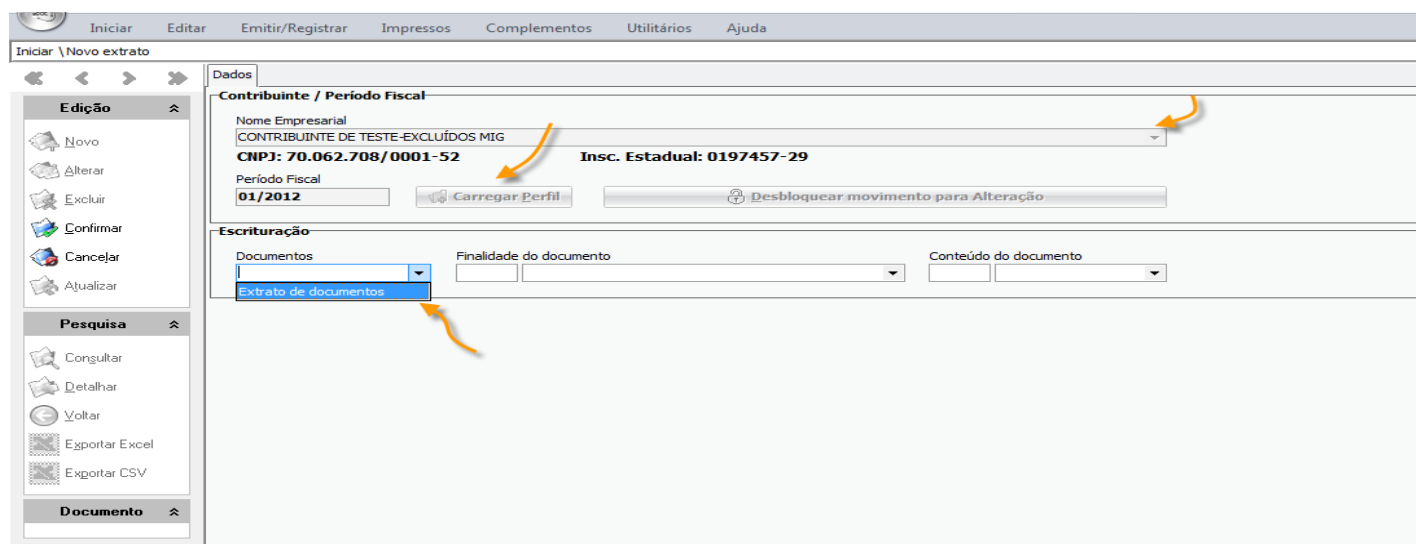 Iniciar Editar Emitir/Registrar Impressos Complementos Utilitários Ajuda
Iniciar \ Novo extrato
Dados
Edição
Novo
Alterar
Excluir
Confirmar
Cancelar
Atualizar
Pesquisa
Consultar
Detalhar
Voltar
Exportar Excel
Exportar CSV
Documento
Contribuinte / Período Fiscal
Nome Empresarial
CONTRIBUINTE DE TESTE-EXCLUÍDOS MIG
CNPJ: 70.062.708/0001-52 Insc. Estadual: 0197457-29
Período Fiscal
01/2012 Carregar Perfil Desbloquear movimento para Alteração
Escrituração
Documentos Finalidade do documento Conteúdo do documento
Extrato de documentos